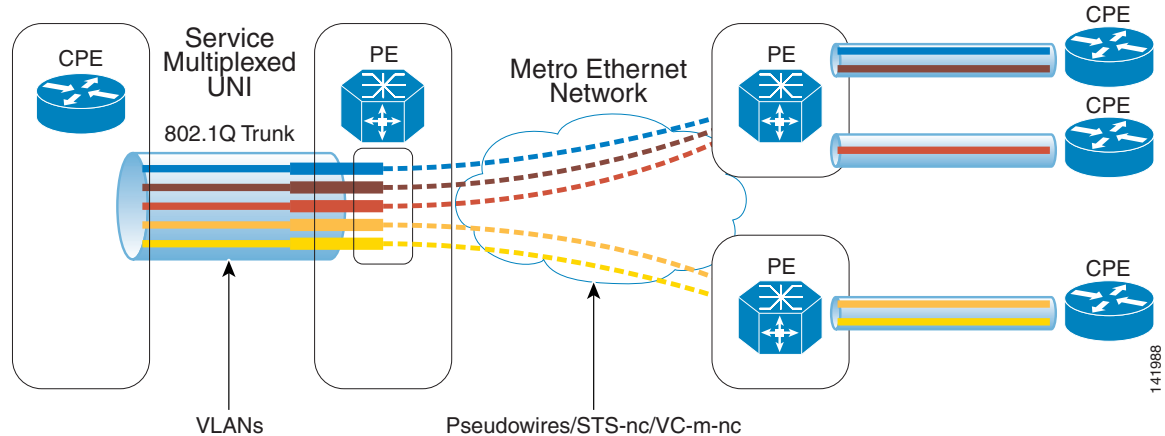 CPE
Service
Multiplexed
UNI
802.1Q Trunk
PE
Metro Ethernet
Network
PE
CPE
CPE
PE
CPE
VLANs
Pseudowires/STS-nc/VC-m-nc
141988